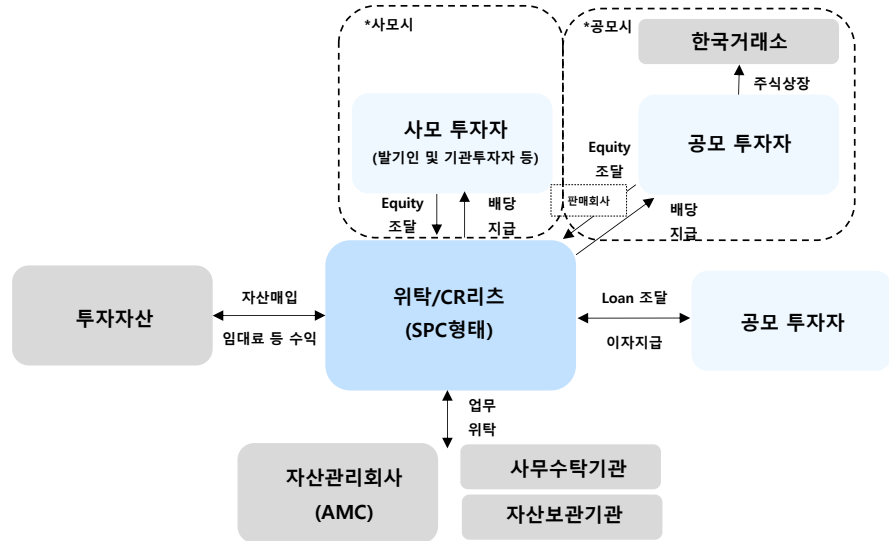 *사모시
*공모시
한국거래소
주식상장
사모 투자자
(발기인 및 기관투자자 등)
공모 투자자
Equity
조달
배당
지급
Equity
조달
판매회사
배당
지급
투자자산
자산매입
임대료 등 수익
위탁/CR리츠
(SPC형태)
Loan 조달
이자지급
공모 투자자
업무
위탁
자산관리회사
(AMC)
사무수탁기관
자산보관기관